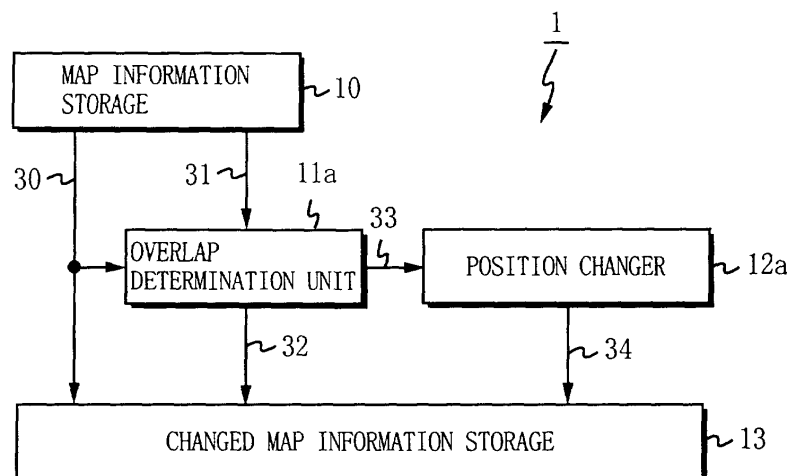 1
MAP INFORMATION
STORAGE
10
30
31
11a
33
OVERLAP
DETERMINATION UNIT
POSITION CHANGER
12a
32
34
CHANGED MAP INFORMATION STORAGE
13